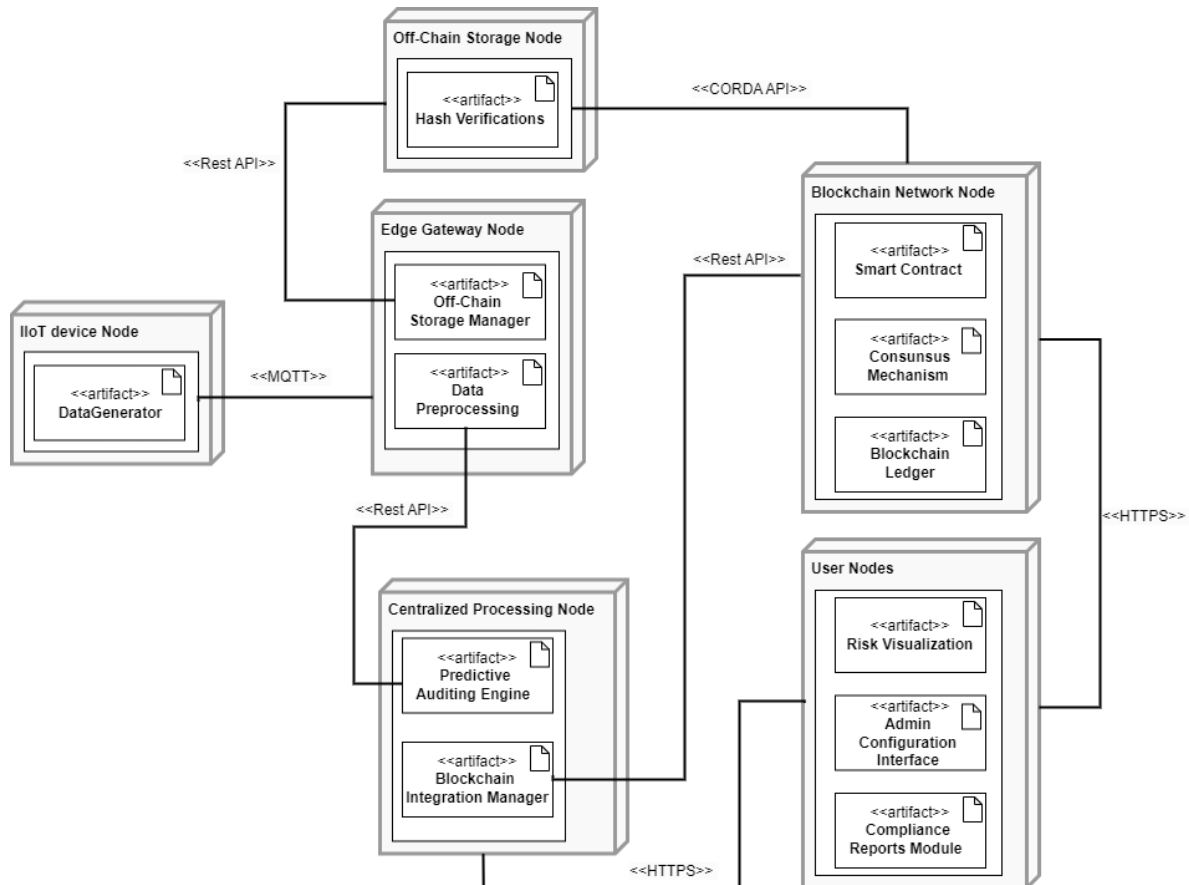 Off-Chain Storage Node
<<artifact>>
Hash Verifications
<<CORDA API>>
<<Rest API>>
Blockchain Network Node
<<artifact>>
Smart Contract
<<artifact>>
Consunsus
Mechanism
<<artifact>>
Blockchain
Ledger
Edge Gateway Node
<<artifact>>
Off-Chain
Storage Manager
<<artifact>>
Data
Preprocessing
<<Rest API>>
IIoT device Node
<<artifact>>
DataGenerator
<<MQTT>>
<<Rest API>>
<<HTTPS>>
Centralized Processing Node
<<artifact>>
Predictive
Auditing Engine
<<artifact>>
Blockchain
Integration Manager
User Nodes
<<artifact>>
Risk Visualization
<<artifact>>
Admin
Configuration
Interface
<<artifact>>
Compliance
Reports Module
<<HTTPS>>